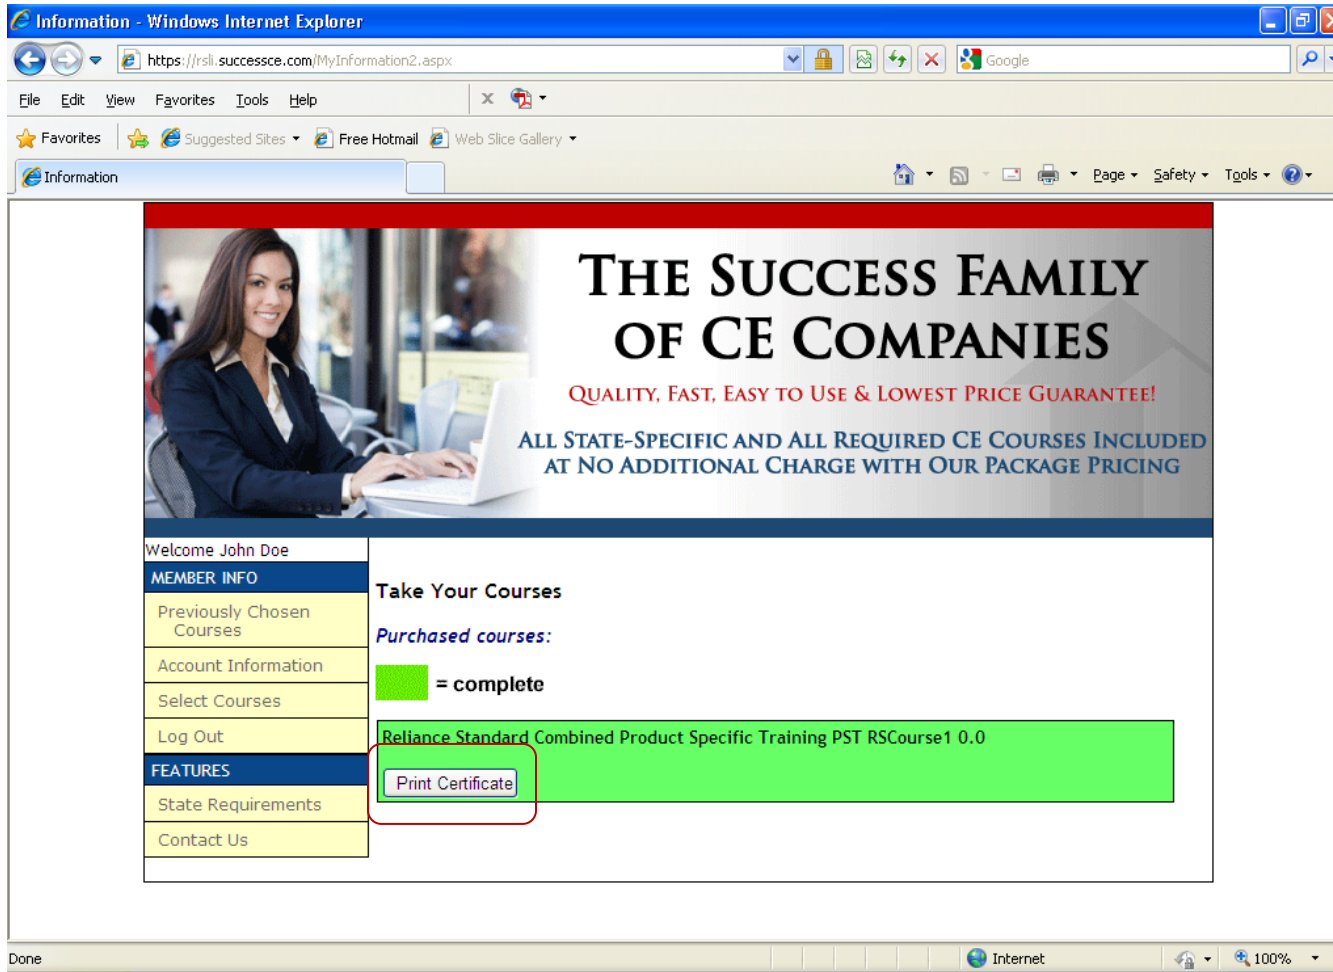 Information - Windows Internet Explorer
https://rsli.successce.com/MyInformation2.aspx
Google
File Edit View Favorites Tools Help
x
Favorites Suggested Sites Free Hotmail Web Slice Gallery
Information
Page Safety Tools
THE SUCCESS FAMILY
OF CE COMPANIES
QUALITY, FAST, EASY TO USE & LOWEST PRICE GUARANTEE!
ALL STATE-SPECIFIC AND ALL REQUIRED CE COURSES INCLUDED
AT NO ADDITIONAL CHARGE WITH OUR PACKAGE PRICING
Welcome John Doe
MEMBER INFO
Previously Chosen
Courses
Account Information
Select Courses
Log Out
FEATURES
State Requirements
Contact Us
Take Your Courses
Purchased courses:
= complete
Reliance Standard Combined Product Specific Training PST RSCourse1 0.0
Print Certificate
Done
Internet
100%